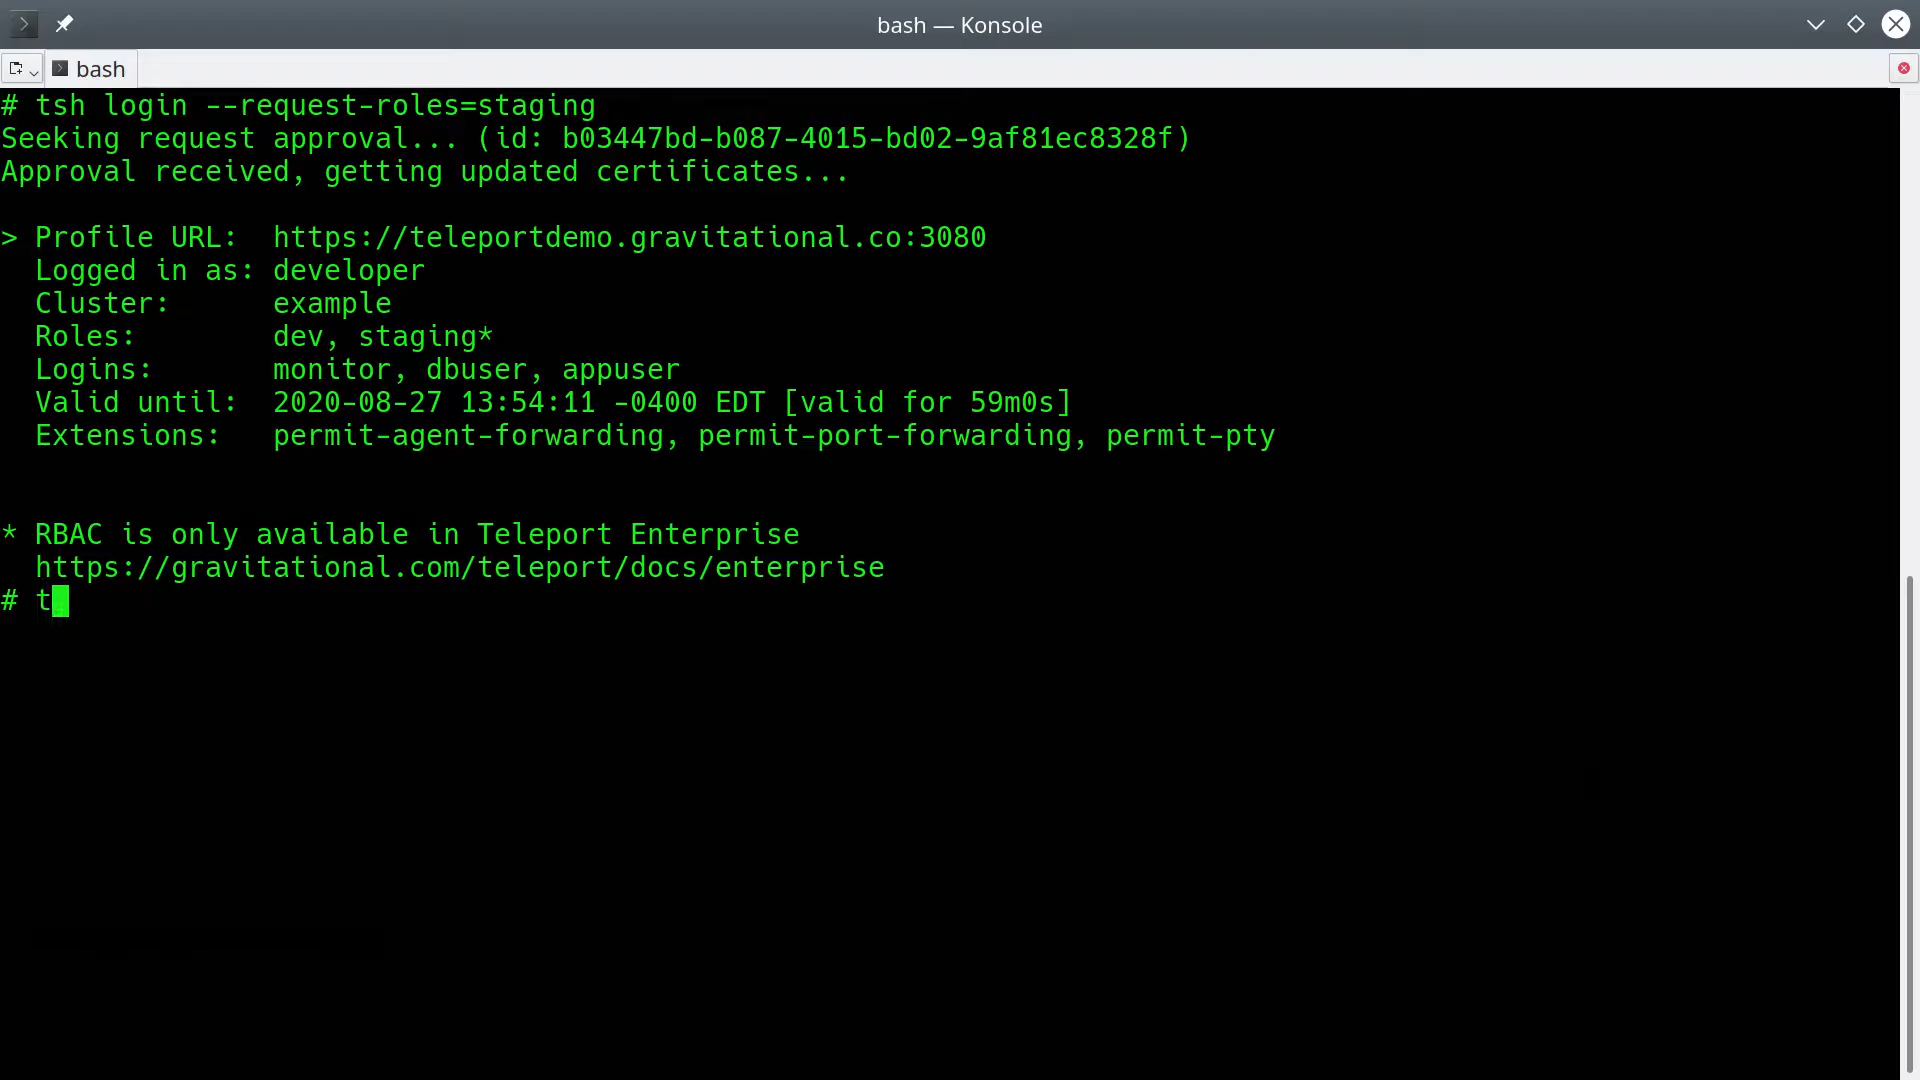 bash — Konsole
bash
# tsh login --request-roles=staging
Seeking request approval... (id: b03447bd-b087-4015-bd02-9af81ec8328f)
Approval received, getting updated certificates...
> Profile URL:  https://teleportdemo.gravitational.co:3080
  Logged in as: developer
  Cluster:      example
  Roles:        dev, staging*
  Logins:       monitor, dbuser, appuser
  Valid until:  2020-08-27 13:54:11 -0400 EDT [valid for 59m0s]
  Extensions:   permit-agent-forwarding, permit-port-forwarding, permit-pty
* RBAC is only available in Teleport Enterprise
  https://gravitational.com/teleport/docs/enterprise
# t